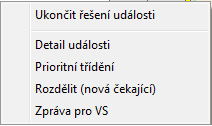 Ukončit řešení události
Detail události
Prioritní třídění
Rozdělit (nová čekající)
Zpráva pro VS